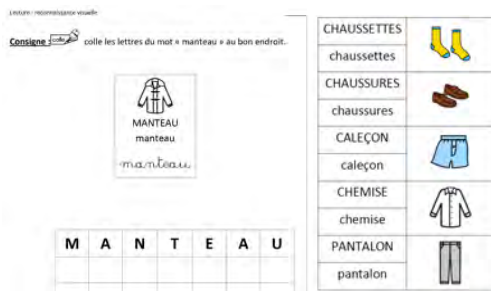 Lecture : reconnaissance visuelle
Consigne : colle colle les lettres du mot « manteau » au bon endroit.
MANTEAU
manteau
manteau
M A N T E A U
CHAUSSETTES
chaussettes
CHAUSSURES
chaussures
CALEÇON
caleçon
CHEMISE
chemise
PANTALON
pantalon